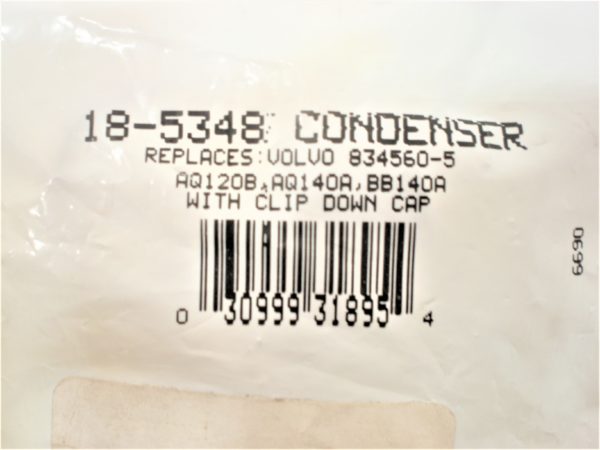 18-5348 CONDENSER
REPLACES:VOLVO 834560-5
AQ120B,AQ140A,BB140A
WITH CLIP DOWN CAP
0 30999 31895 4
6690